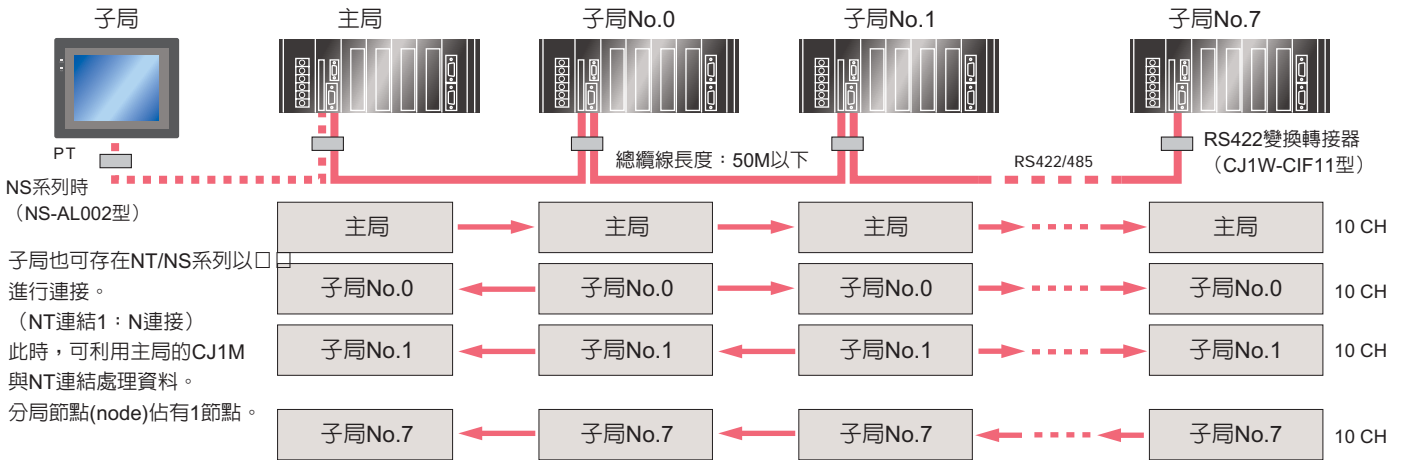 子局
主局
子局No.0
子局No.1
子局No.7
PT
NS系列時
（NS-AL002型）
總纜線長度：50M以下
RS422/485
RS422變換轉接器
（CJ1W-CIF11型）
主局
主局
主局
主局
10 CH
子局也可存在NT/NS系列以□□
進行連接。
（NT連結1：N連接）
此時，可利用主局的CJ1M
與NT連結處理資料。
分局節點(node)佔有1節點。
子局No.0
子局No.0
子局No.0
子局No.0
10 CH
子局No.1
子局No.1
子局No.1
子局No.1
10 CH
子局No.7
子局No.7
子局No.7
子局No.7
10 CH